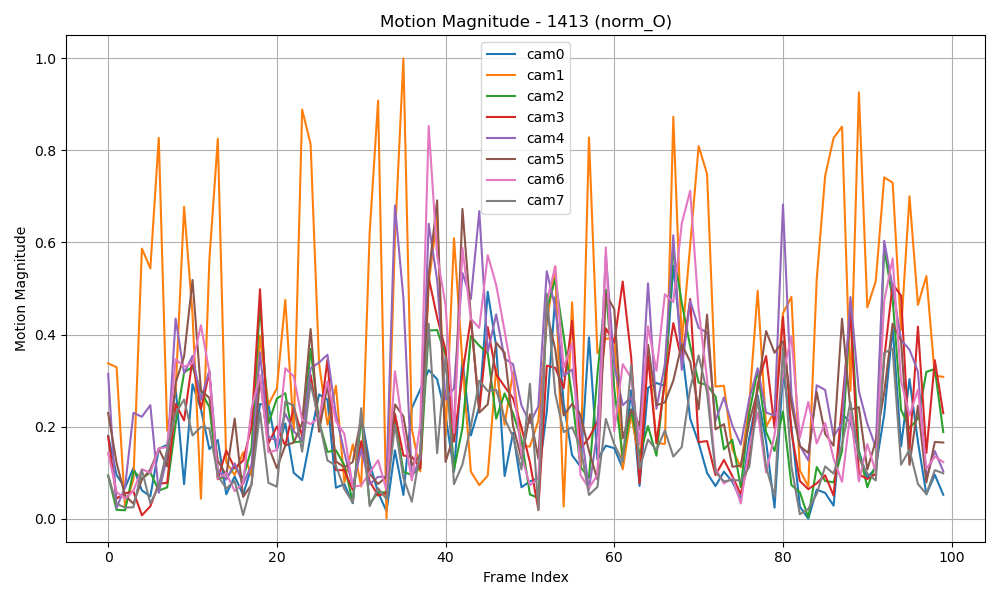 Motion Magnitude - 1413 (norm_O)
1.0
0.8
0.6
0.4
0.2
0.0
Motion Magnitude
cam0
cam1
cam2
cam3
cam4
cam5
cam6
cam7
0
20
40
60
80
100
Frame Index